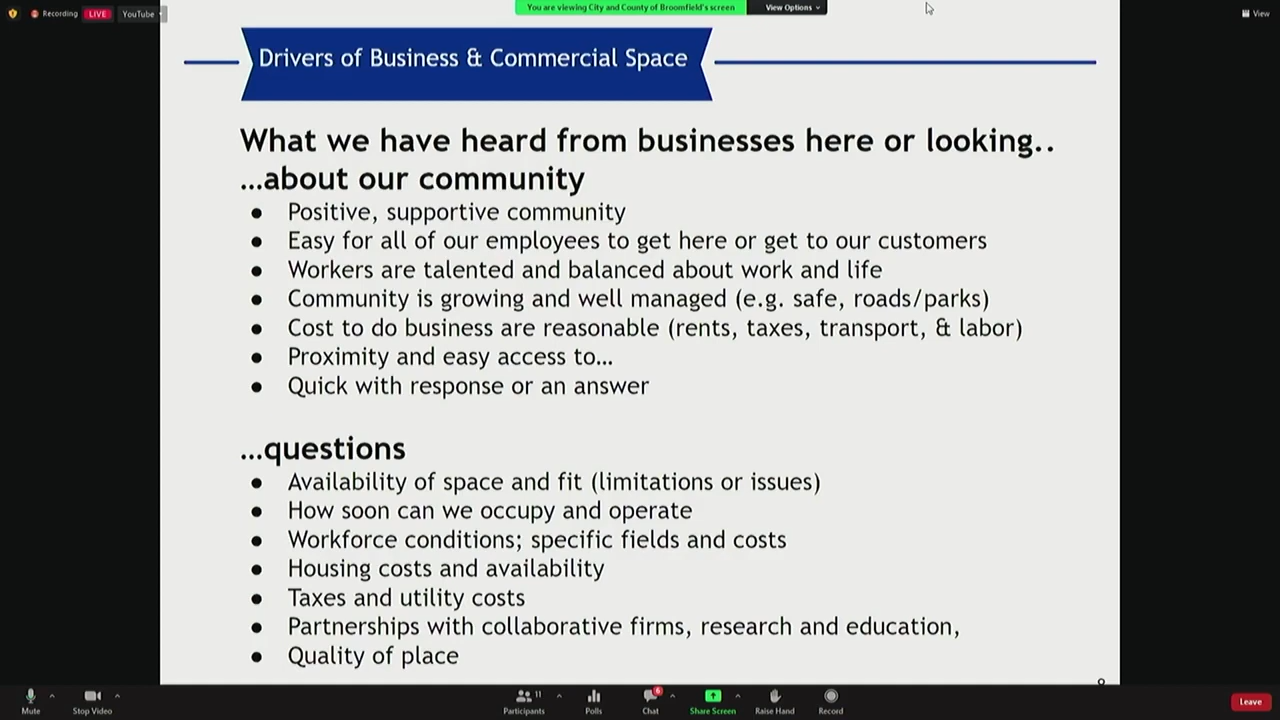 Recording LIVE YouTube
You are viewing City and County of Broomfield's screen
View Options
View
Drivers of Business & Commercial Space
What we have heard from businesses here or looking..
…about our community
● Positive, supportive community
● Easy for all of our employees to get here or get to our customers
● Workers are talented and balanced about work and life
● Community is growing and well managed (e.g. safe, roads/parks)
● Cost to do business are reasonable (rents, taxes, transport, & labor)
● Proximity and easy access to…
● Quick with response or an answer
…questions
● Availability of space and fit (limitations or issues)
● How soon can we occupy and operate
● Workforce conditions; specific fields and costs
● Housing costs and availability
● Taxes and utility costs
● Partnerships with collaborative firms, research and education,
● Quality of place
11
6
Mute
Stop Video
Participants
Polls
Chat
Share Screen
Raise Hand
Record
Leave